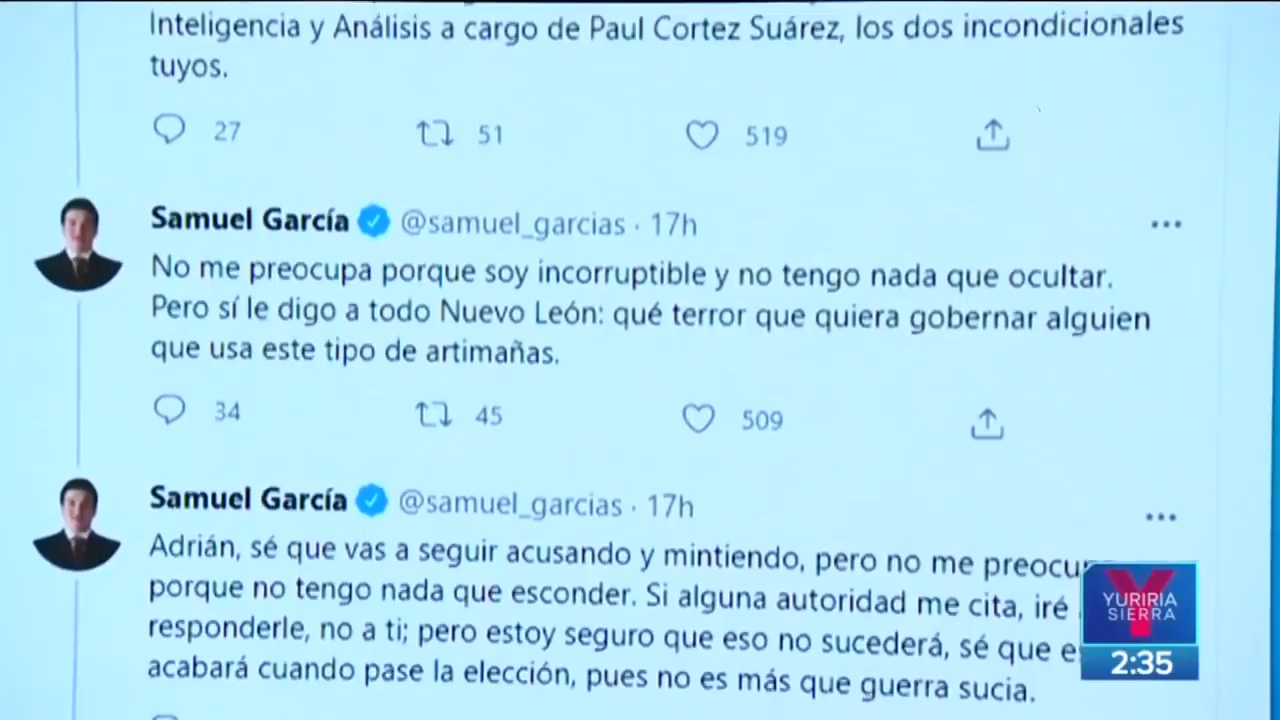 Inteligencia y Análisis a cargo de Paul Cortez Suárez, los dos incondicionales
tuyos.
27 51 519
Samuel García @samuel_garcias · 17h
No me preocupa porque soy incorruptible y no tengo nada que ocultar.
Pero sí le digo a todo Nuevo León: qué terror que quiera gobernar alguien
que usa este tipo de artimañas.
34 45 509
Samuel García @samuel_garcias · 17h
Adrián, sé que vas a seguir acusando y mintiendo, pero no me
porque no tengo nada que esconder. Si alguna autoridad me cita, iré
responderle, no a ti; pero estoy seguro que eso no sucederá, sé que
acabará cuando pase la elección, pues no es más que guerra sucia.
YURIRIA
SIERRA
2:35